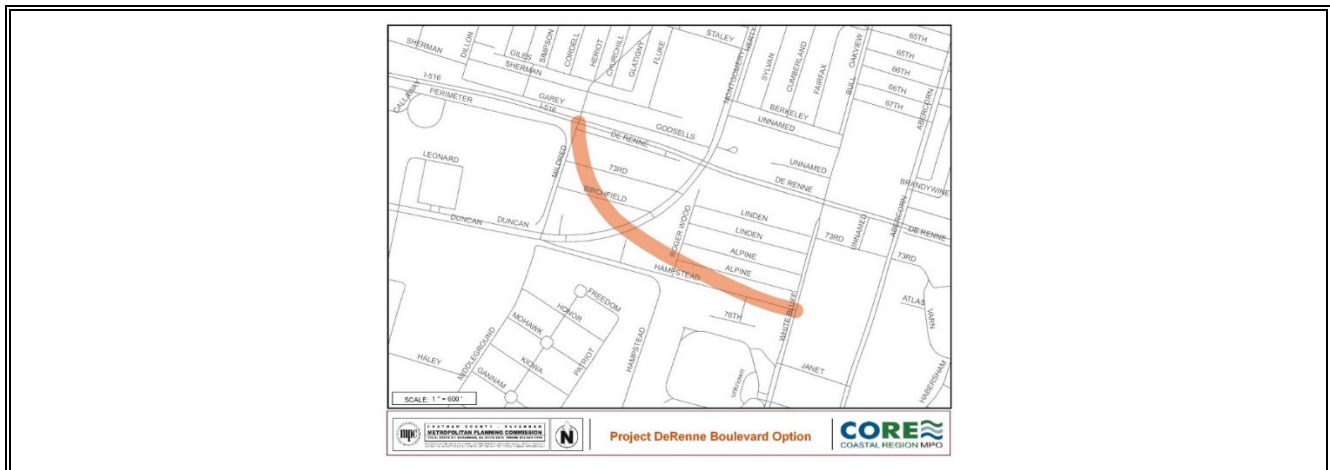 SHERMAN
DILLON
GILES
SIMPSON
CORDELL
HERIOT
CHURCHILL
GLATIGNY
FLUKE
STALEY
HERTY
MONTGOMERY
SYLVAN
CUMBERLAND
FAIRFAX
BULL
OAKVIEW
65TH
65TH
66TH
66TH
67TH
ABERCORN
SHERMAN
I-516
PERIMETER
CALLAWAY
GAREY
I-516
GODSELLS
BERKELEY
UNNAMED
DE RENNE
UNNAMED
DE RENNE
LEONARD
MILDRED
73RD
BIRCHFIELD
BRANDYWINE
DUNCAN
DUNCAN
ROGER WOOD
LINDEN
LINDEN
ALPINE
ALPINE
73RD
UNNAMED
ABERCORN
DE RENNE
73RD
HAMPSTEAD
ATLAS
VARN
FREEDOM
HONOR
MOHAWK
KIOWA
PATRIOT
GANNAM
HALEY
MIDDLEGROUND
HAMPSTEAD
76TH
WHITE BLUFF
unknown
JANET
HABERSHAM
SCALE: 1" = 600'
mpc
CHATHAM COUNTY - SAVANNAH
METROPOLITAN PLANNING COMMISSION
N
Project DeRenne Boulevard Option
CORE
COASTAL REGION MPO